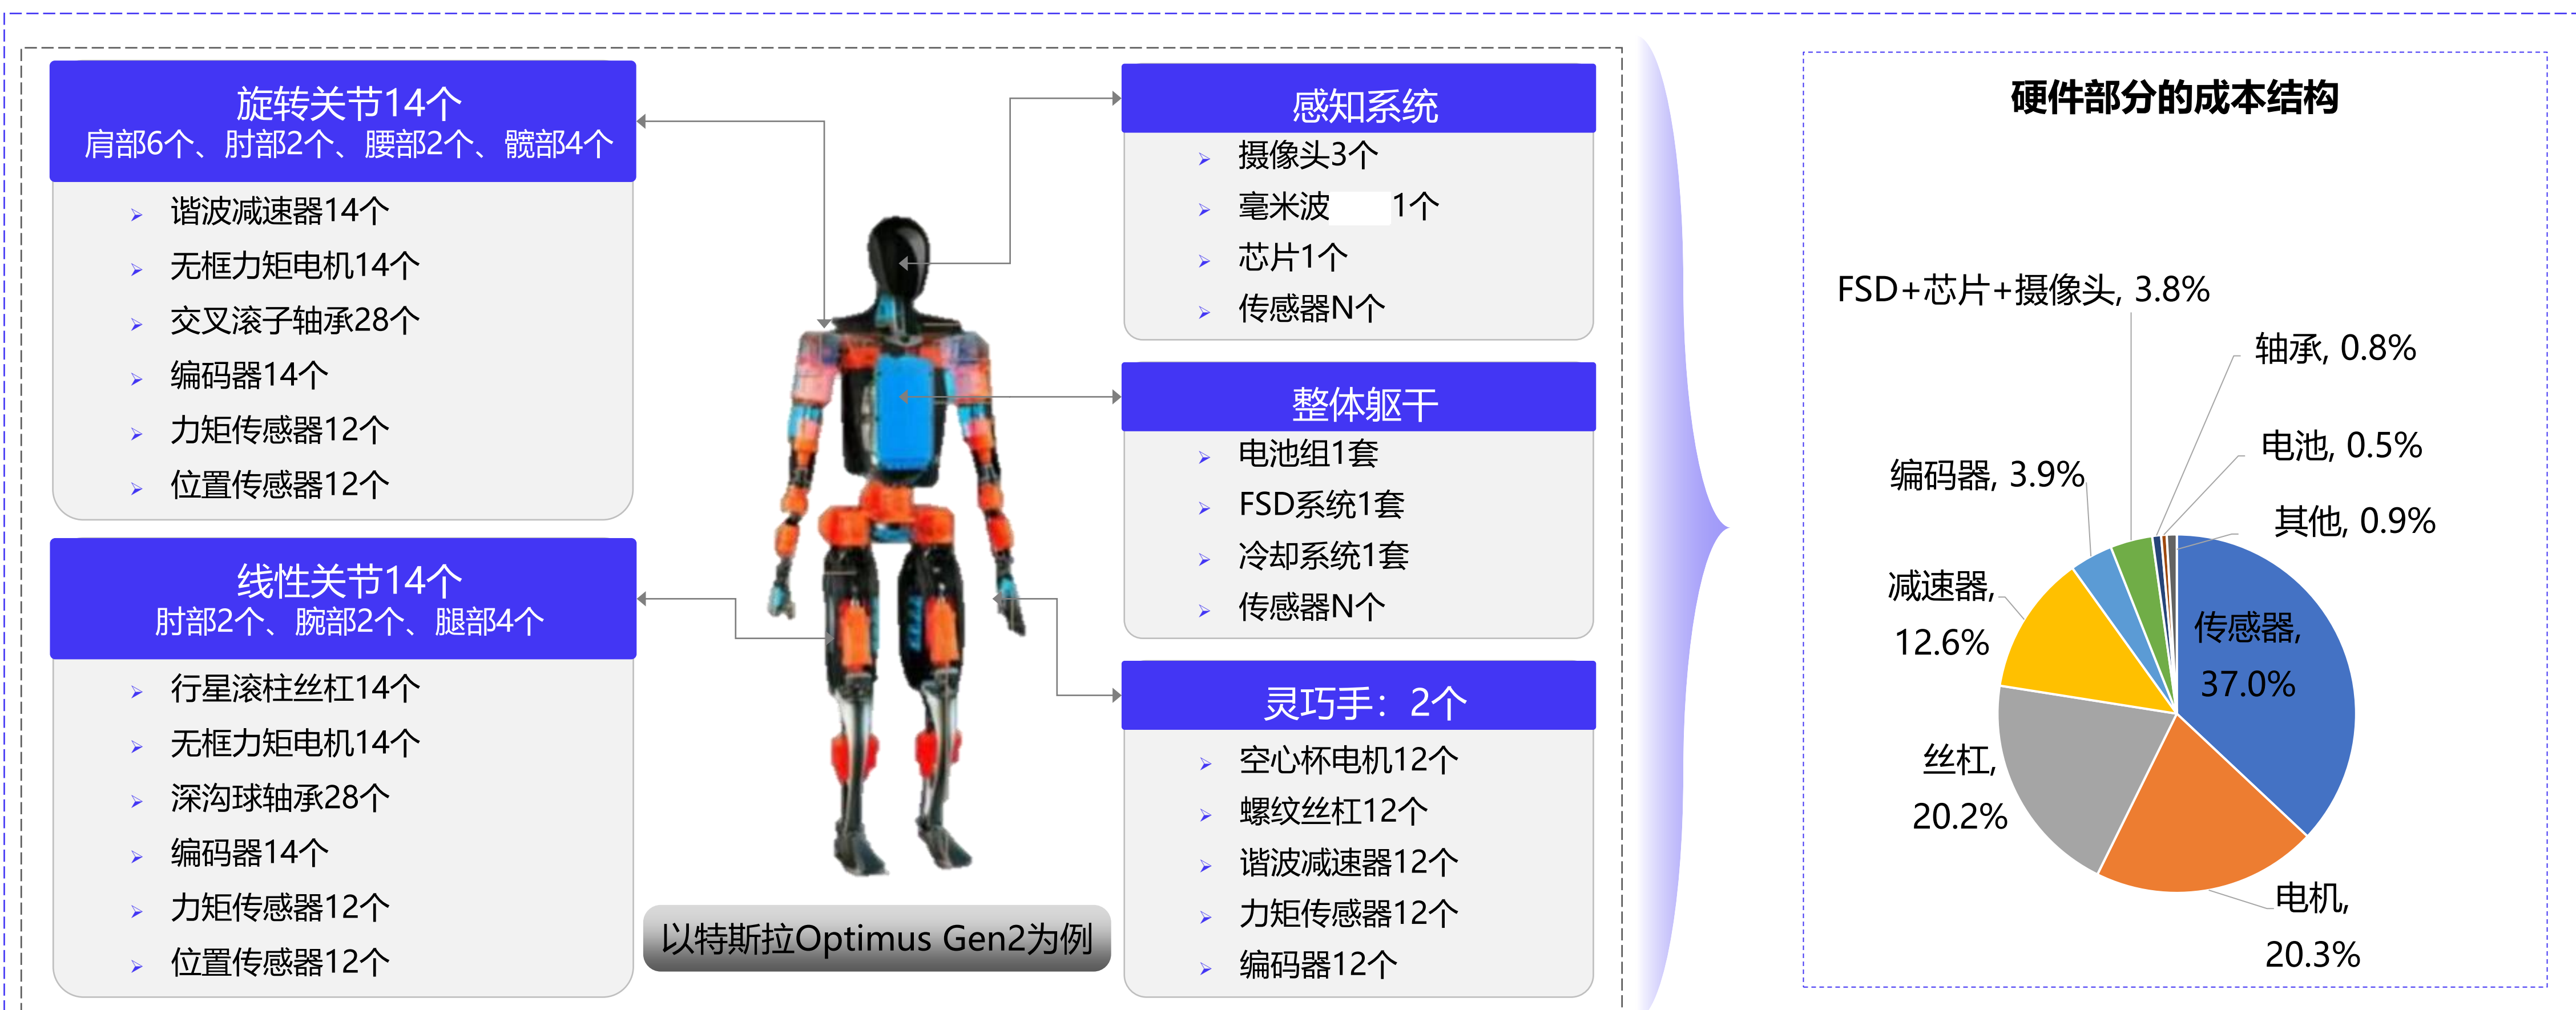 旋转关节14个
肩部6个、肘部2个、腰部2个、髋部4个
谐波减速器14个
无框力矩电机14个
交叉滚子轴承28个
编码器14个
力矩传感器12个
位置传感器12个
线性关节14个
肘部2个、腕部2个、腿部4个
行星滚柱丝杠14个
无框力矩电机14个
深沟球轴承28个
编码器14个
力矩传感器12个
位置传感器12个
以特斯拉Optimus Gen2为例
感知系统
摄像头3个
毫米波 1个
芯片1个
传感器N个
整体躯干
电池组1套
FSD系统1套
冷却系统1套
传感器N个
灵巧手：2个
空心杯电机12个
螺纹丝杠12个
谐波减速器12个
力矩传感器12个
编码器12个
硬件部分的成本结构
FSD+芯片+摄像头, 3.8%
轴承, 0.8%
电池, 0.5%
编码器, 3.9%
其他, 0.9%
减速器,
12.6%
传感器,
37.0%
丝杠,
20.2%
电机,
20.3%